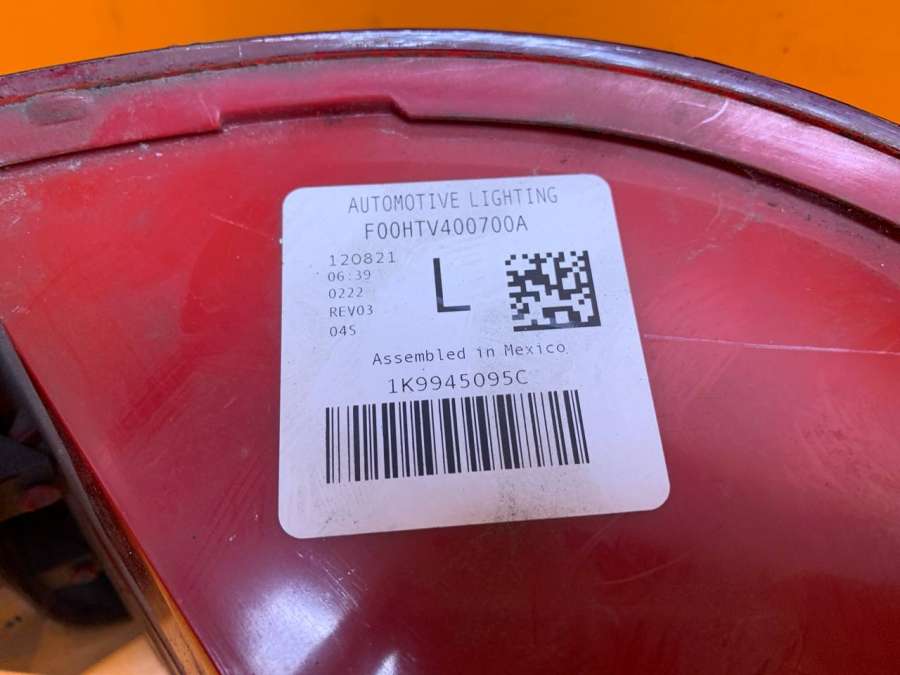 AUTOMOTIVE LIGHTING
F00HTV400700A
120821
06:39
0222
REV03
045
L
Assembled in Mexico
1K9945095C